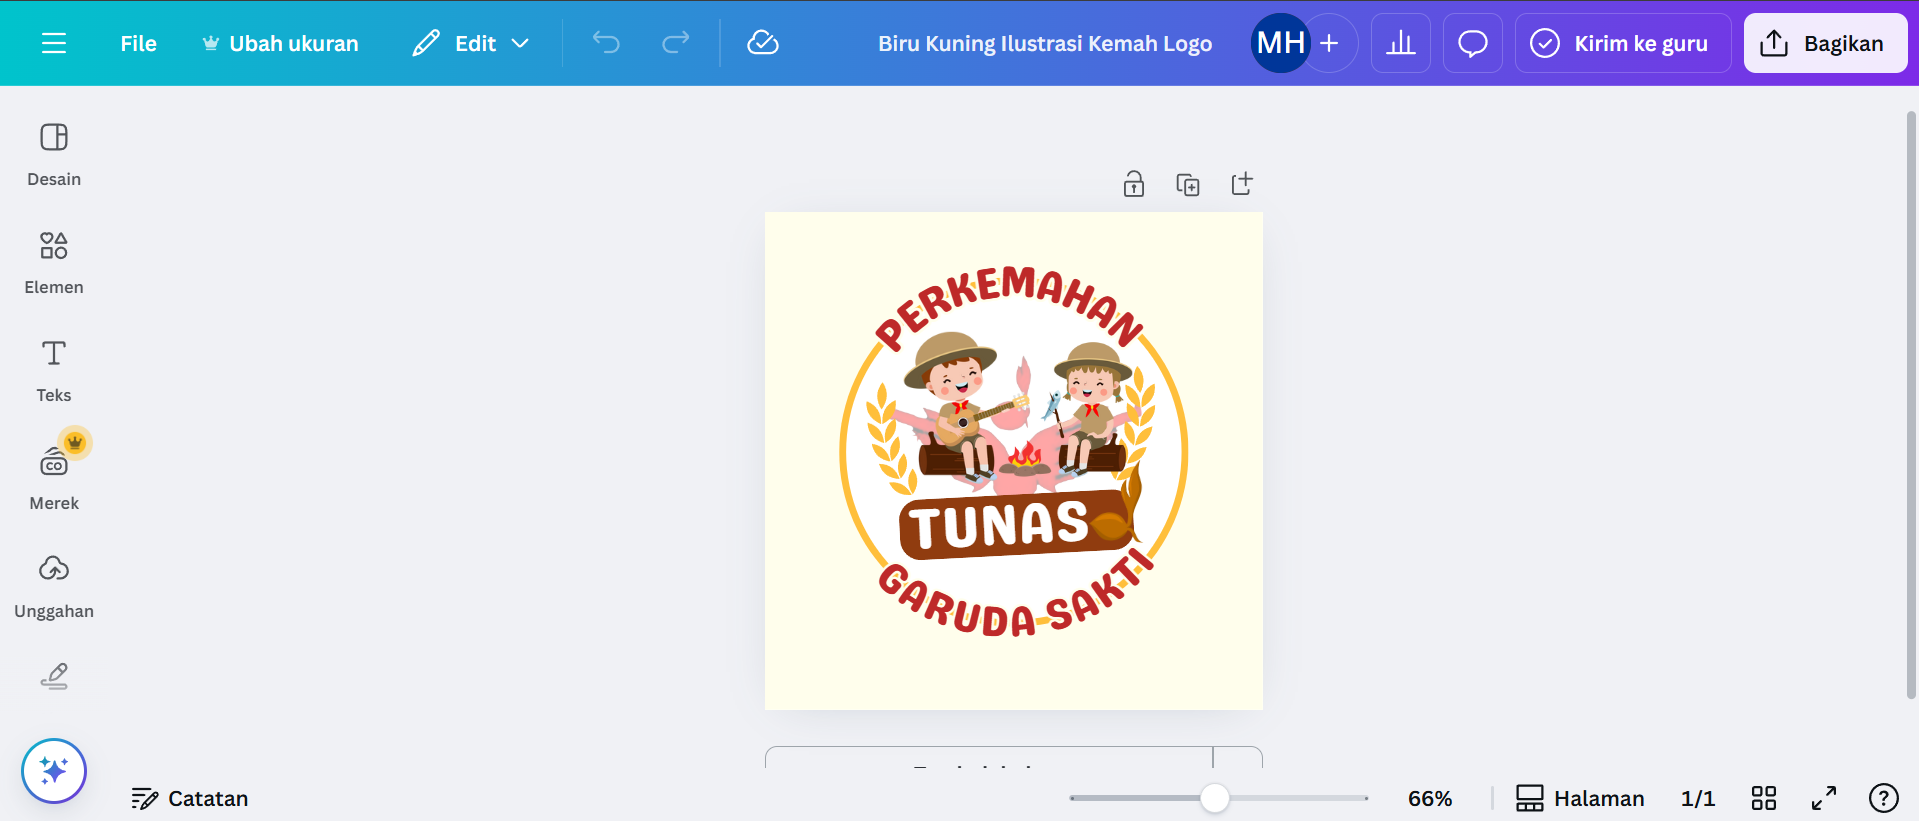 File
Ubah ukuran
Edit
Biru Kuning Ilustrasi Kemah Logo
MH
Kirim ke guru
Bagikan
Desain
Elemen
Teks
CO
Merek
Unggahan
PERKEMAHAN
TUNAS
GARUDA SAKTI
Catatan
66%
Halaman
1/1